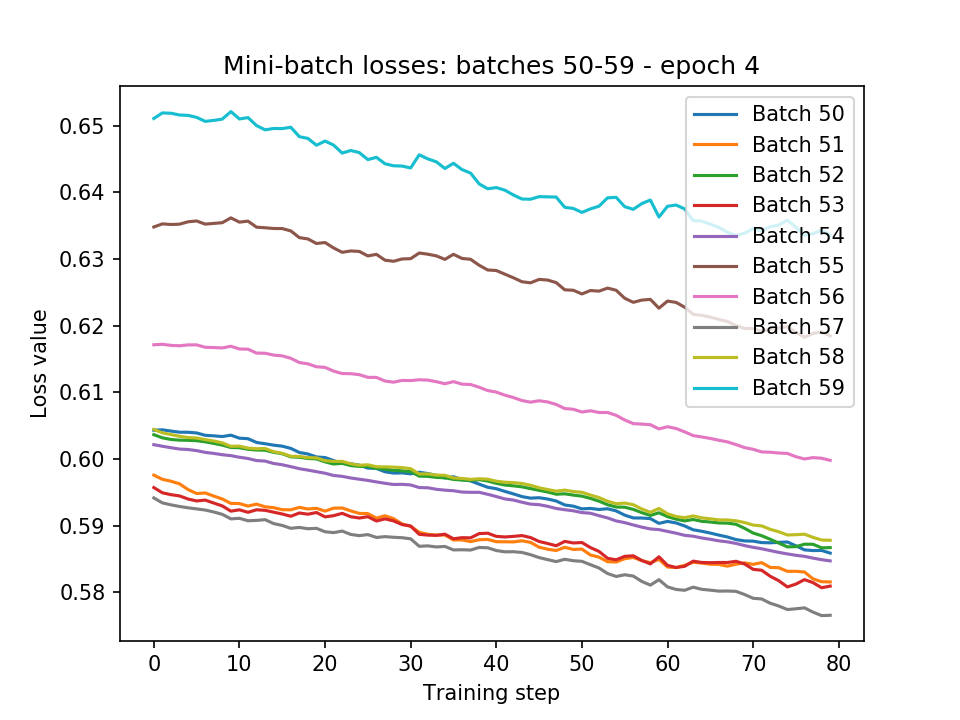 Mini-batch losses: batches 50-59 - epoch 4
Loss value
0.65
0.64
0.63
0.62
0.61
0.60
0.59
0.58
Batch 50
Batch 51
Batch 52
Batch 53
Batch 54
Batch 55
Batch 56
Batch 57
Batch 58
Batch 59
0 10 20 30 40 50 60 70 80
Training step